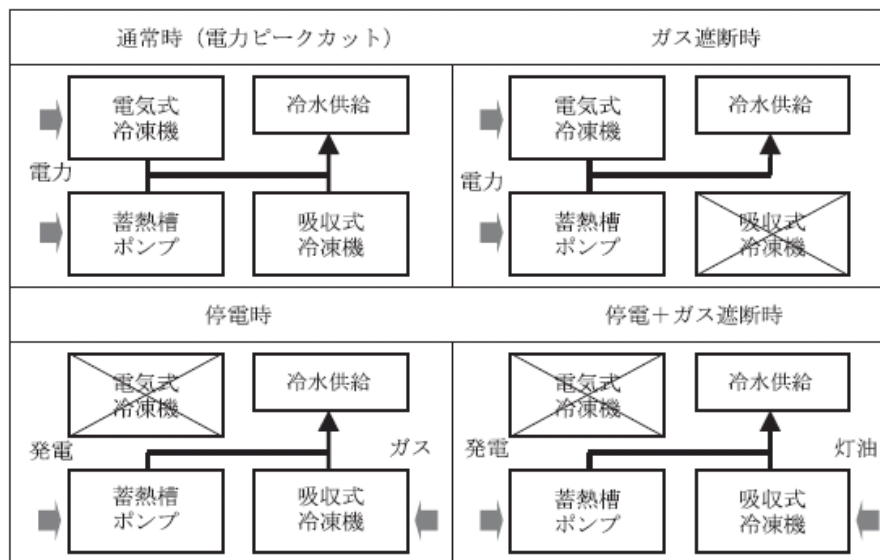 通常時（電力ピークカット）
ガス遮断時
電気式
冷凍機
冷水供給
電力
蓄熱槽
ポンプ
吸収式
冷凍機
電気式
冷凍機
冷水供給
電力
蓄熱槽
ポンプ
吸収式
冷凍機
停電時
停電＋ガス遮断時
電気式
冷凍機
冷水供給
発電
ガス
蓄熱槽
ポンプ
吸収式
冷凍機
電気式
冷凍機
冷水供給
発電
灯油
蓄熱槽
ポンプ
吸収式
冷凍機